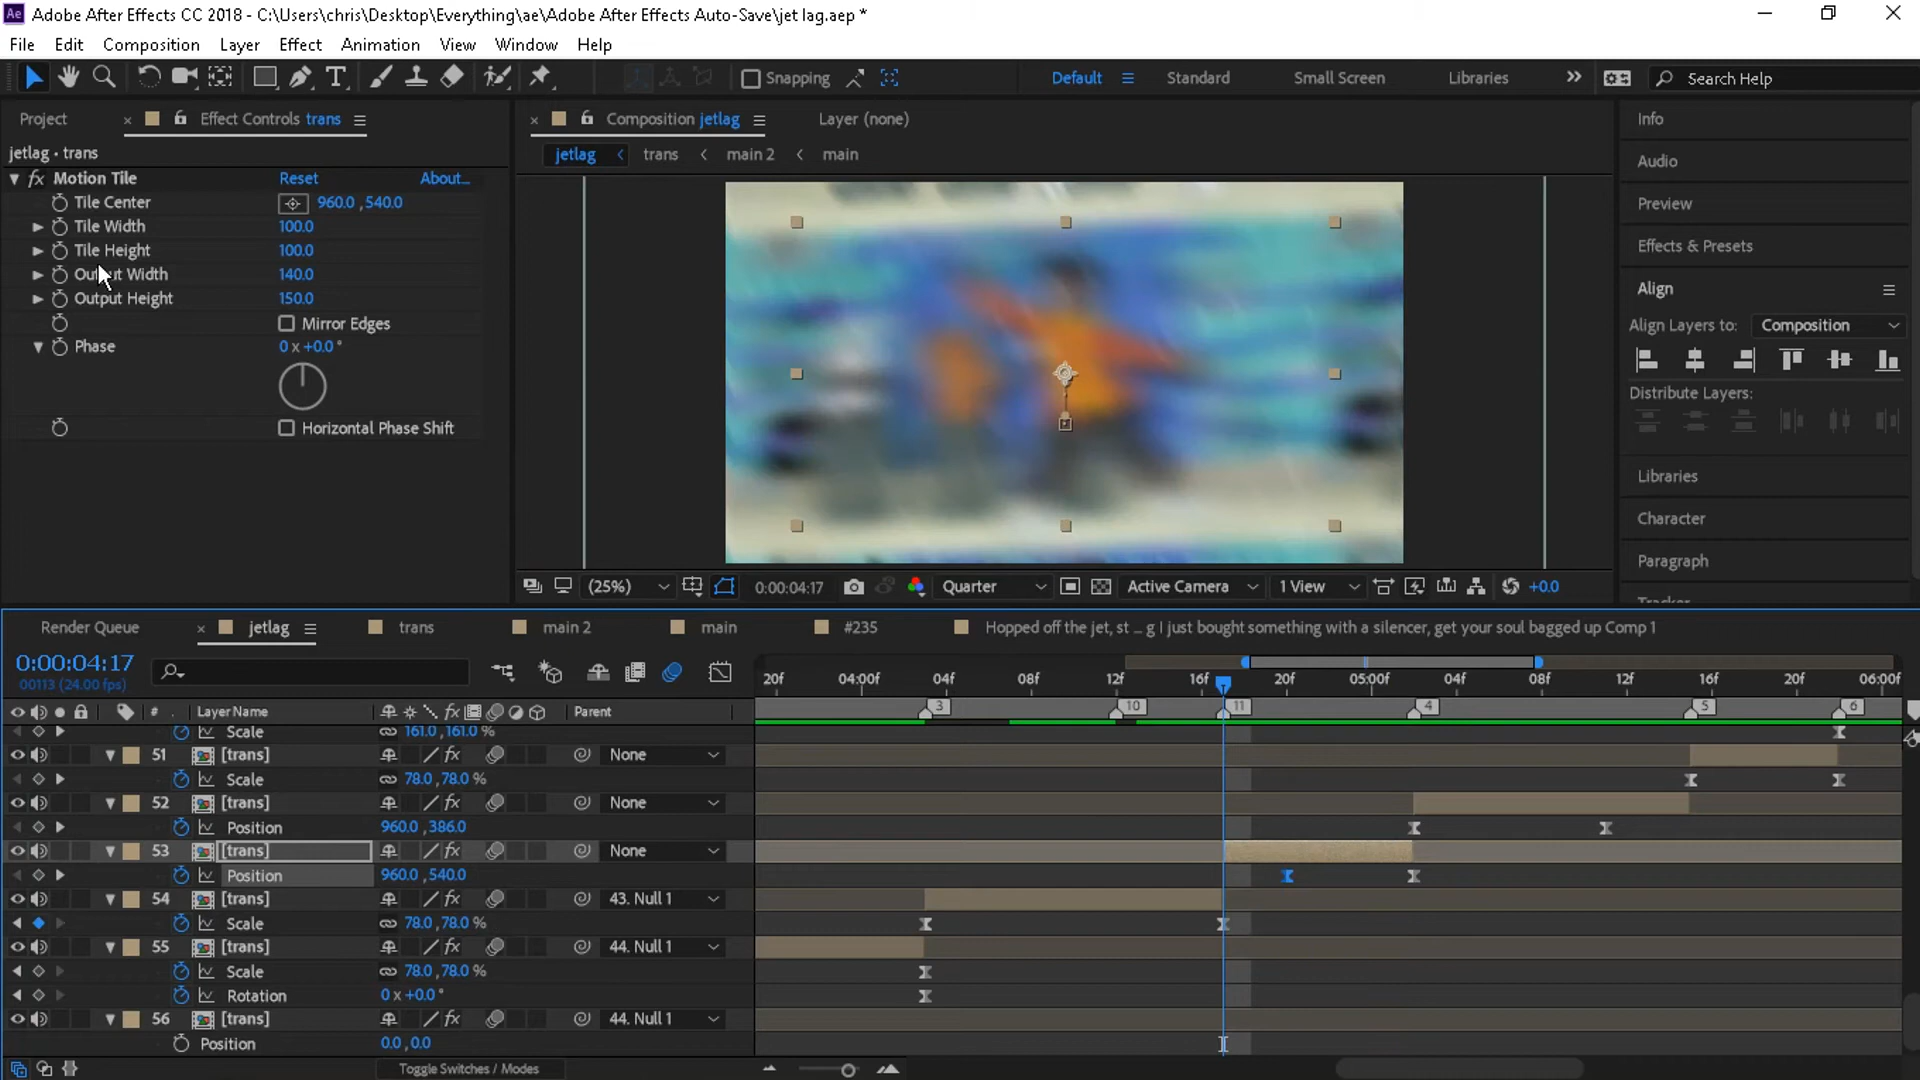 Adobe After Effects CC 2018 - C:\Users\chris\Desktop\Everything\ae\Adobe After Effects Auto-Save\jet lag.aep *
File Edit Composition Layer Effect Animation View Window Help
Snapping Default Standard Small Screen Libraries Search Help
Project Effect Controls trans
jetlag • trans
Motion Tile Reset About...
Tile Center 960.0 ,540.0
Tile Width 100.0
Tile Height 100.0
Output Width 140.0
Output Height 150.0
Mirror Edges
Phase 0 x +0.0 °
Horizontal Phase Shift
Composition jetlag Layer (none)
jetlag trans main 2 main
(25%) 0:00:04:17 Quarter Active Camera 1 View +0.0
Info
Audio
Preview
Effects & Presets
Align
Align Layers to: Composition
Distribute Layers:
Libraries
Character
Paragraph
Render Queue jetlag trans main 2 main #235 Hopped off the jet, st ... g I just bought something with a silencer, get your soul bagged up Comp 1
0:00:04:17
00113 (24.00 fps)
20f 04:00f 04f 08f 12f 16f 20f 05:00f 04f 08f 12f 16f 20f 06:00f
# Layer Name Parent
3 10 11 4 5 6
Scale 161.0 ,161.0 %
51 [trans] None
Scale 78.0 ,78.0 %
52 [trans] None
Position 960.0 ,386.0
53 [trans] None
Position 960.0 ,540.0
54 [trans] 43. Null 1
Scale 78.0 ,78.0 %
55 [trans] 44. Null 1
Scale 78.0 ,78.0 %
Rotation 0 x +0.0 °
56 [trans] 44. Null 1
Position 0.0 ,0.0
Toggle Switches / Modes